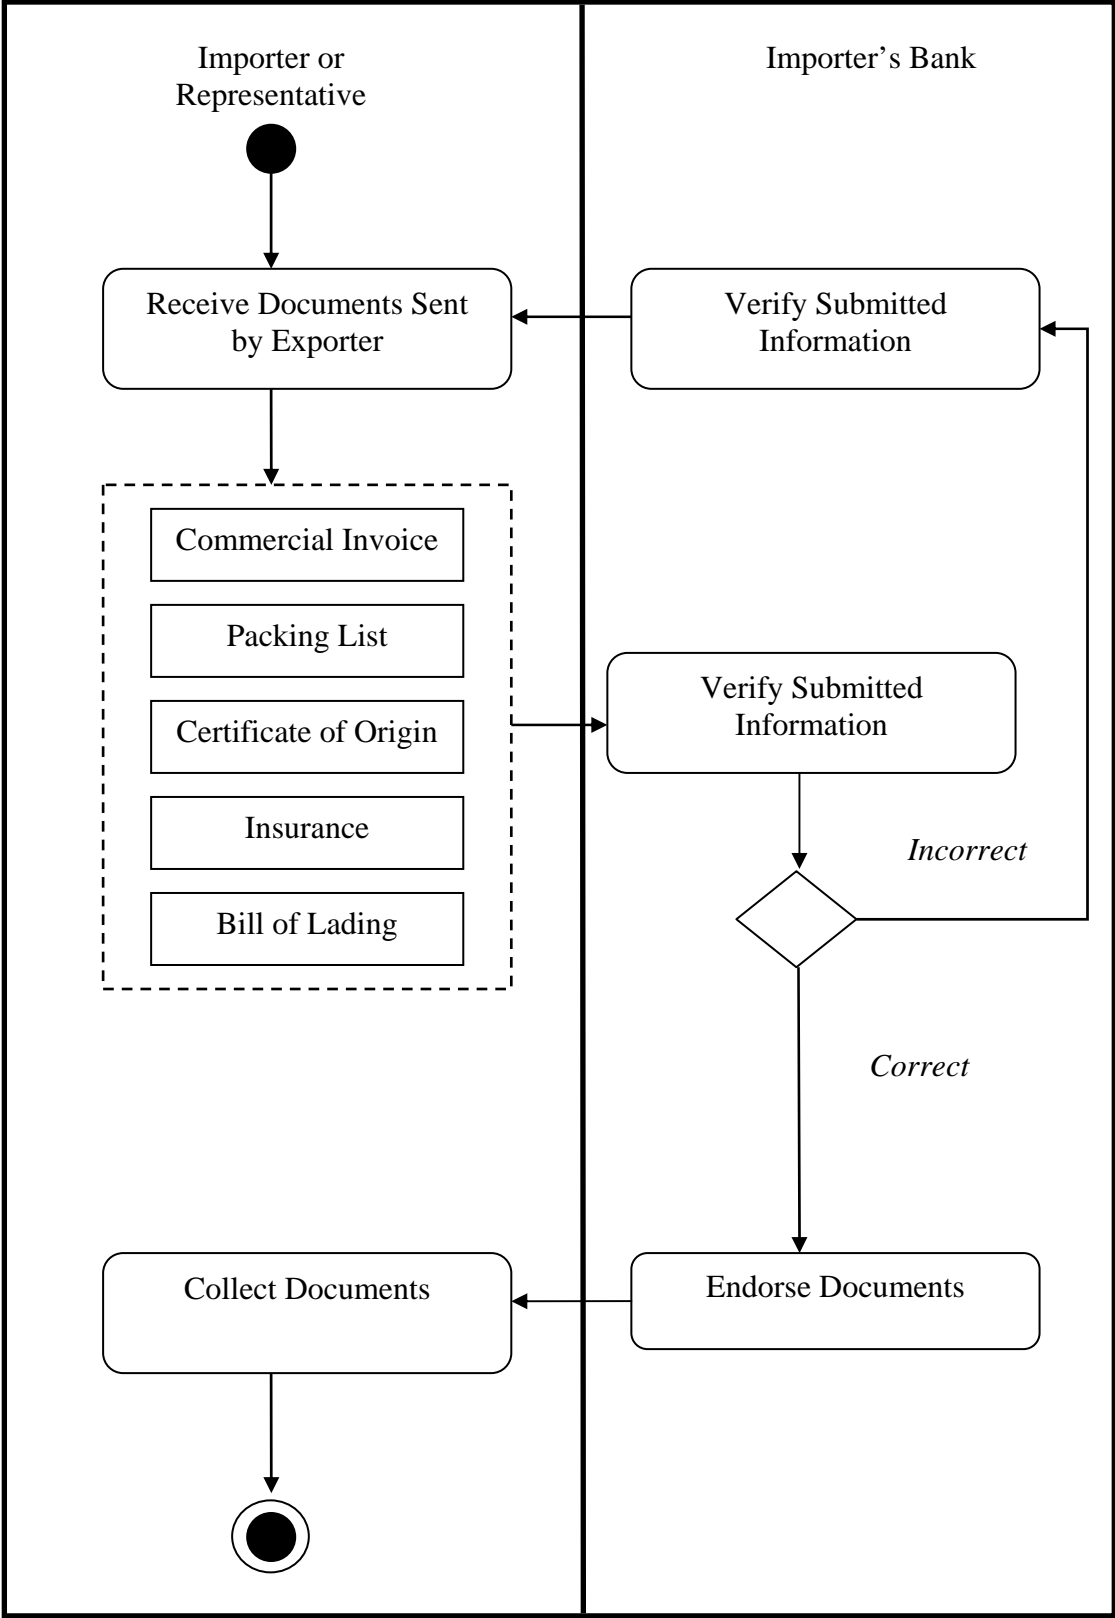 Importer or
Representative
Importer’s Bank
Receive Documents Sent
by Exporter
Verify Submitted
Information
Commercial Invoice
Packing List
Certificate of Origin
Insurance
Bill of Lading
Verify Submitted
Information
Incorrect
Correct
Collect Documents
Endorse Documents